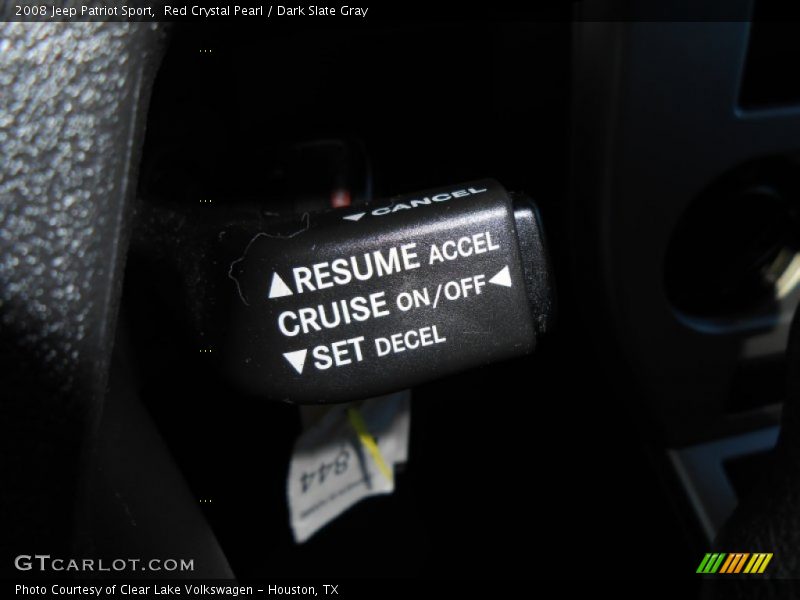 2008 Jeep Patriot Sport,  Red Crystal Pearl / Dark Slate Gray
▼CANCEL
▲RESUME ACCEL
CRUISE ON/OFF◀
▼SET DECEL
844
GTCARLOT.COM
Photo Courtesy of Clear Lake Volkswagen - Houston, TX